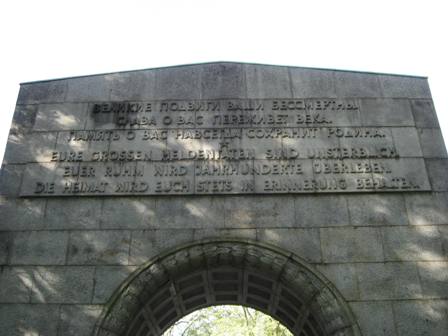 ВЕЛИКИЕ ПОДВИГИ ВАШИ БЕССМЕРТНЫ
СЛАВА О ВАС ПЕРЕЖИВЕТ ВЕКА.
ПАМЯТЬ О ВАС НАВСЕГДА СОХРАНИТ РОДИНА.
EURE GROSSEN HELDENTATEN SIND UNSTERBLICH.
EUER RUHM WIRD JAHRHUNDERTE ÜBERLEBEN.
DIE HEIMAT WIRD EUCH STETS IN ERINNERUNG BEHALTEN.